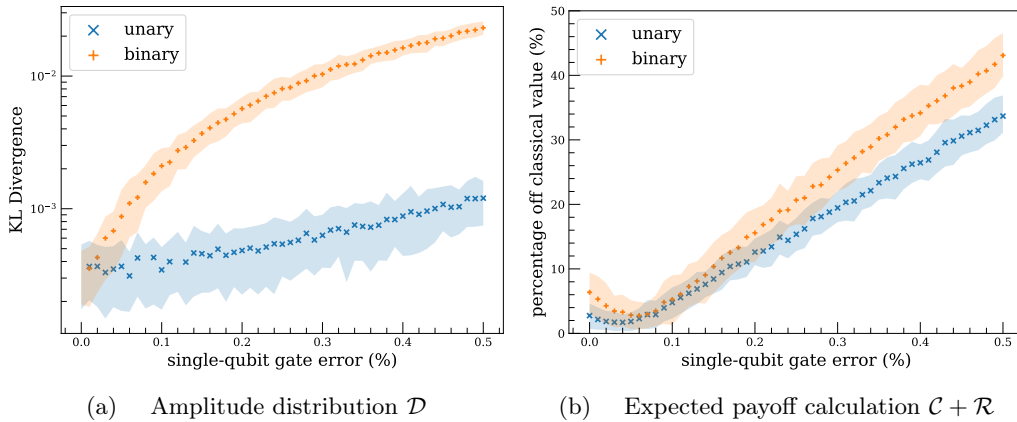 unary
binary
10^{-2}
10^{-3}
KL Divergence
0.0 0.1 0.2 0.3 0.4 0.5
single-qubit gate error (%)
(a) Amplitude distribution $\mathcal{D}$
unary
binary
50
40
30
20
10
0
percentage off classical value (%)
0.0 0.1 0.2 0.3 0.4 0.5
single-qubit gate error (%)
(b) Expected payoff calculation $\mathcal{C} + \mathcal{R}$